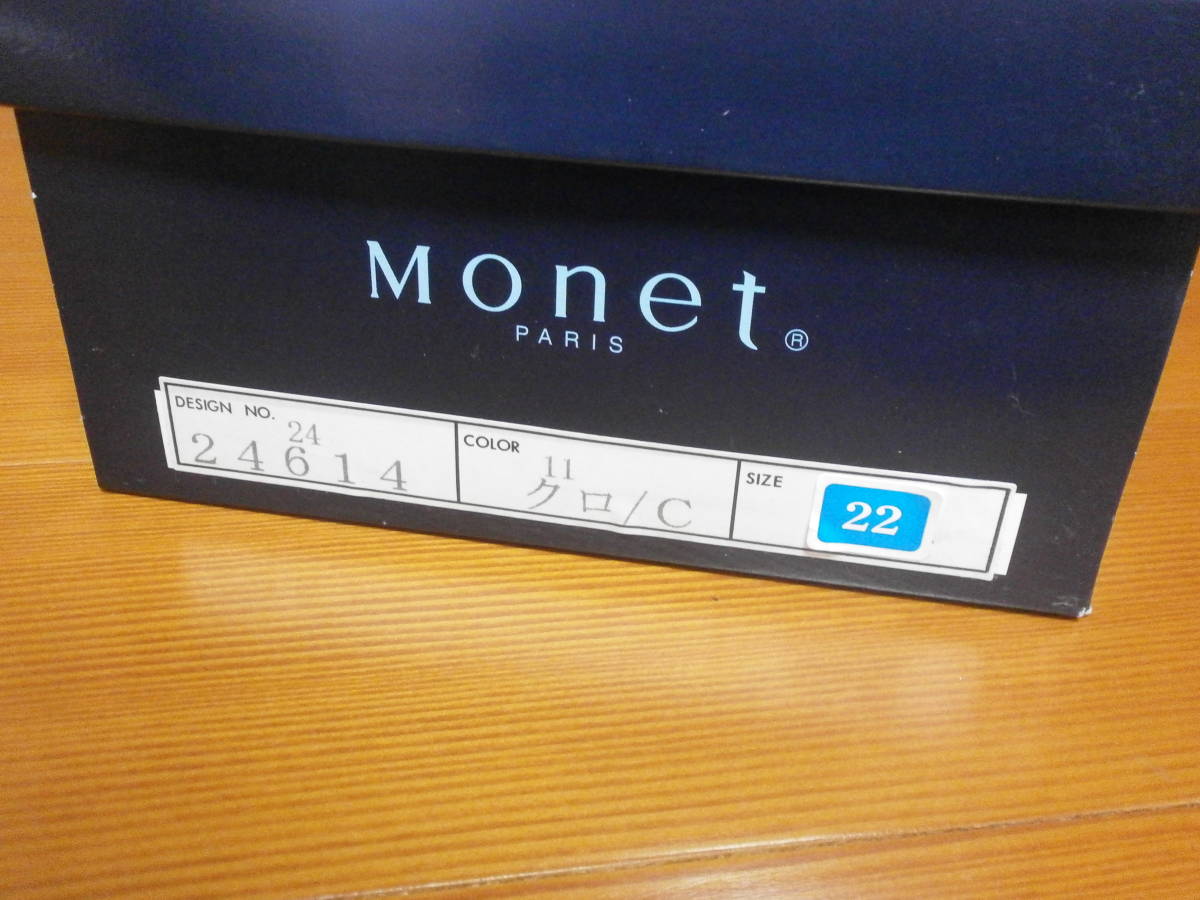 Monet®
PARIS
DESIGN NO.
24
24614
COLOR
11
クロ/C
SIZE
22